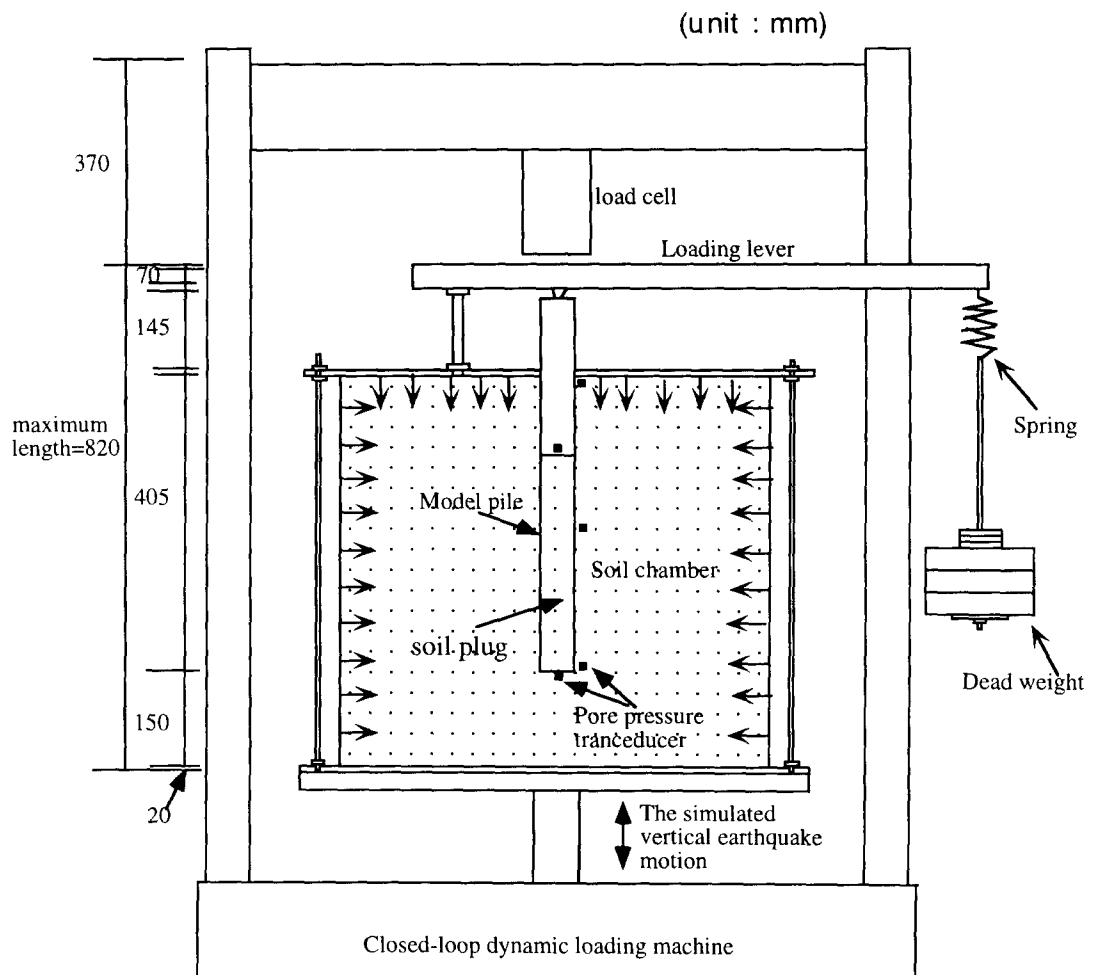 (unit : mm)
370
load cell
Loading lever
70
145
maximum
length=820
405
Spring
Model pile
Soil chamber
soil plug
Dead weight
150
Pore pressure
tranceducer
20
The simulated
vertical earthquake
motion
Closed-loop dynamic loading machine